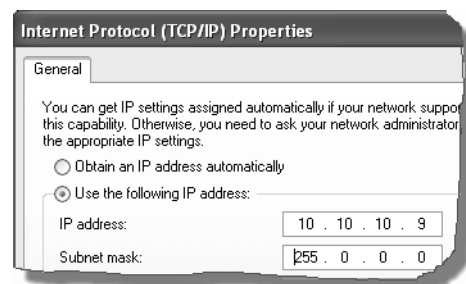 Internet Protocol (TCP/IP) Properties
General
You can get IP settings assigned automatically if your network
this capability. Otherwise, you need to ask your network administrator
the appropriate IP settings.
Obtain an IP address automatically
Use the following IP address:
IP address: 10 . 10 . 10 . 9
Subnet mask: 255 . 0 . 0 . 0